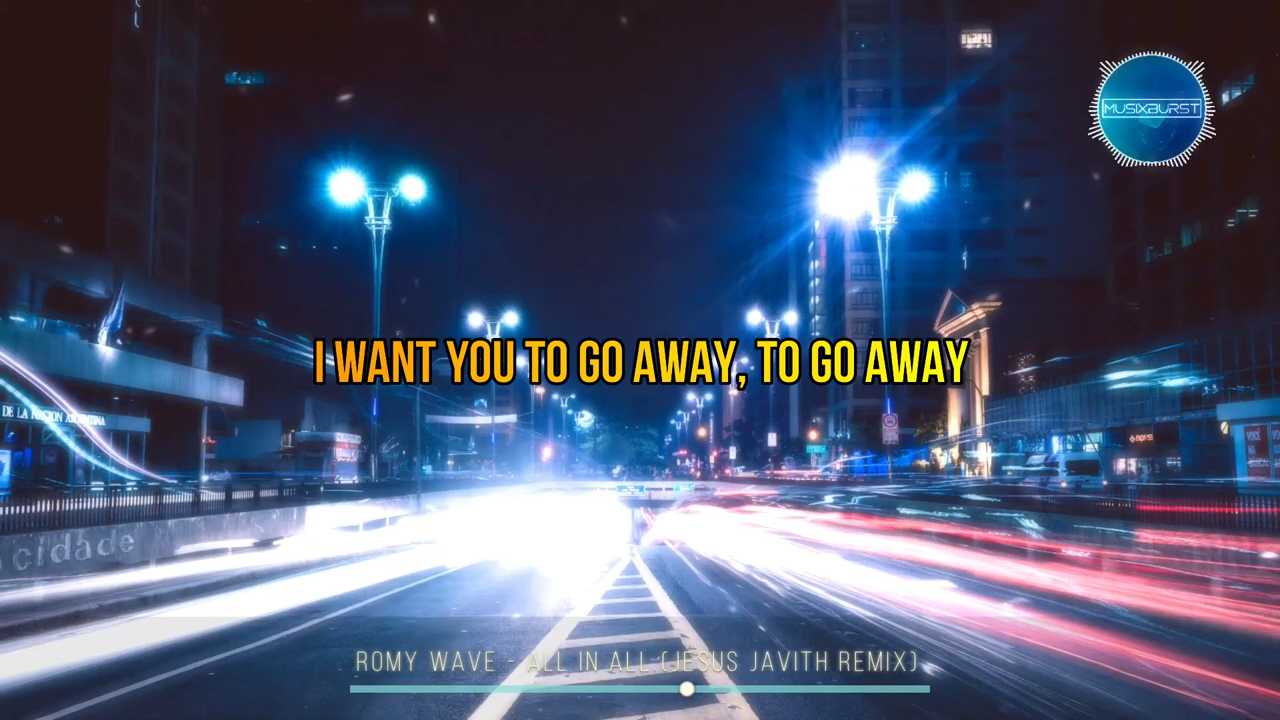 MUSIXBURST
I WANT YOU TO GO AWAY, TO GO AWAY
DE LA NACION ARGENTINA
express
cidade
ROMY WAVE - ALL IN ALL (JESUS JAVITH REMIX)